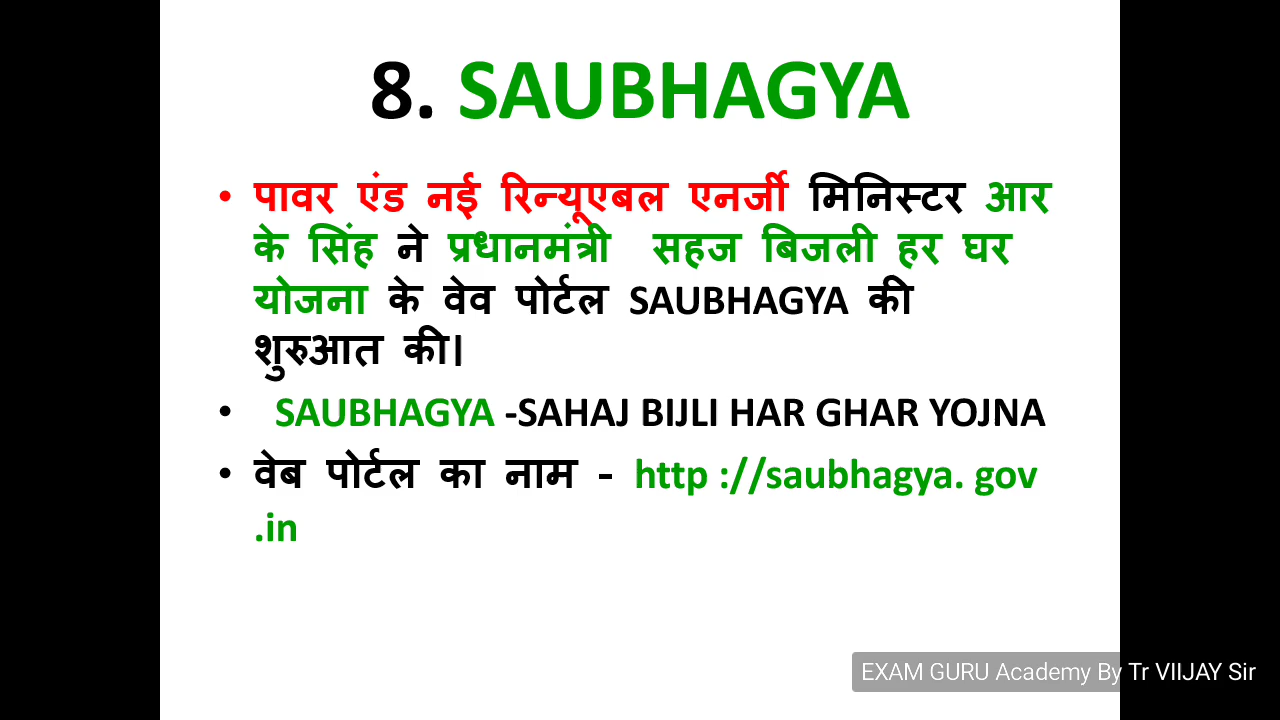 8. SAUBHAGYA
• पावर एंड नई रिन्यूएबल एनर्जी मिनिस्टर आर
के सिंह ने प्रधानमंत्री सहज बिजली हर घर
योजना के वेव पोर्टल SAUBHAGYA की
शुरुआत की।
• SAUBHAGYA -SAHAJ BIJLI HAR GHAR YOJNA
• वेब पोर्टल का नाम - http ://saubhagya. gov
.in
EXAM GURU Academy By Tr VIIJAY Sir